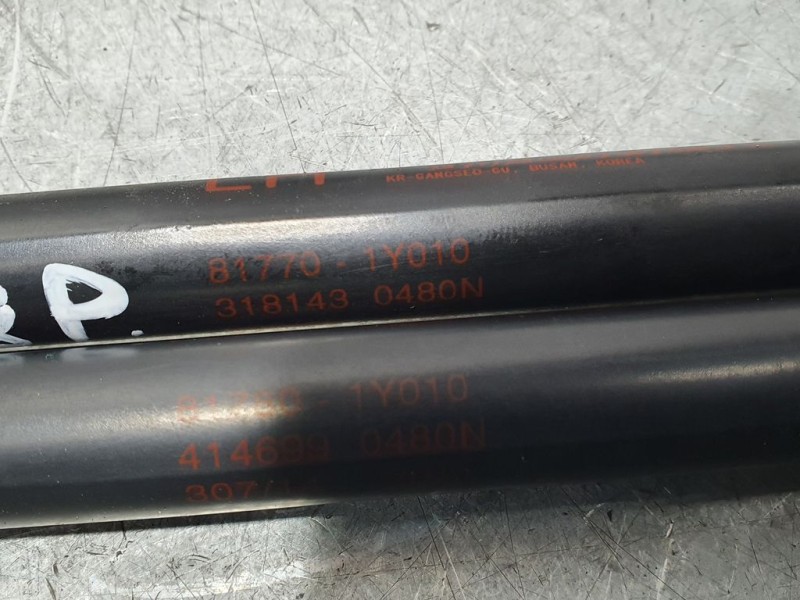 KR-GANGSEO-GU, BUSAN, KOREA
81770 - 1Y010
318143 0480N
P.
1Y010
0480N